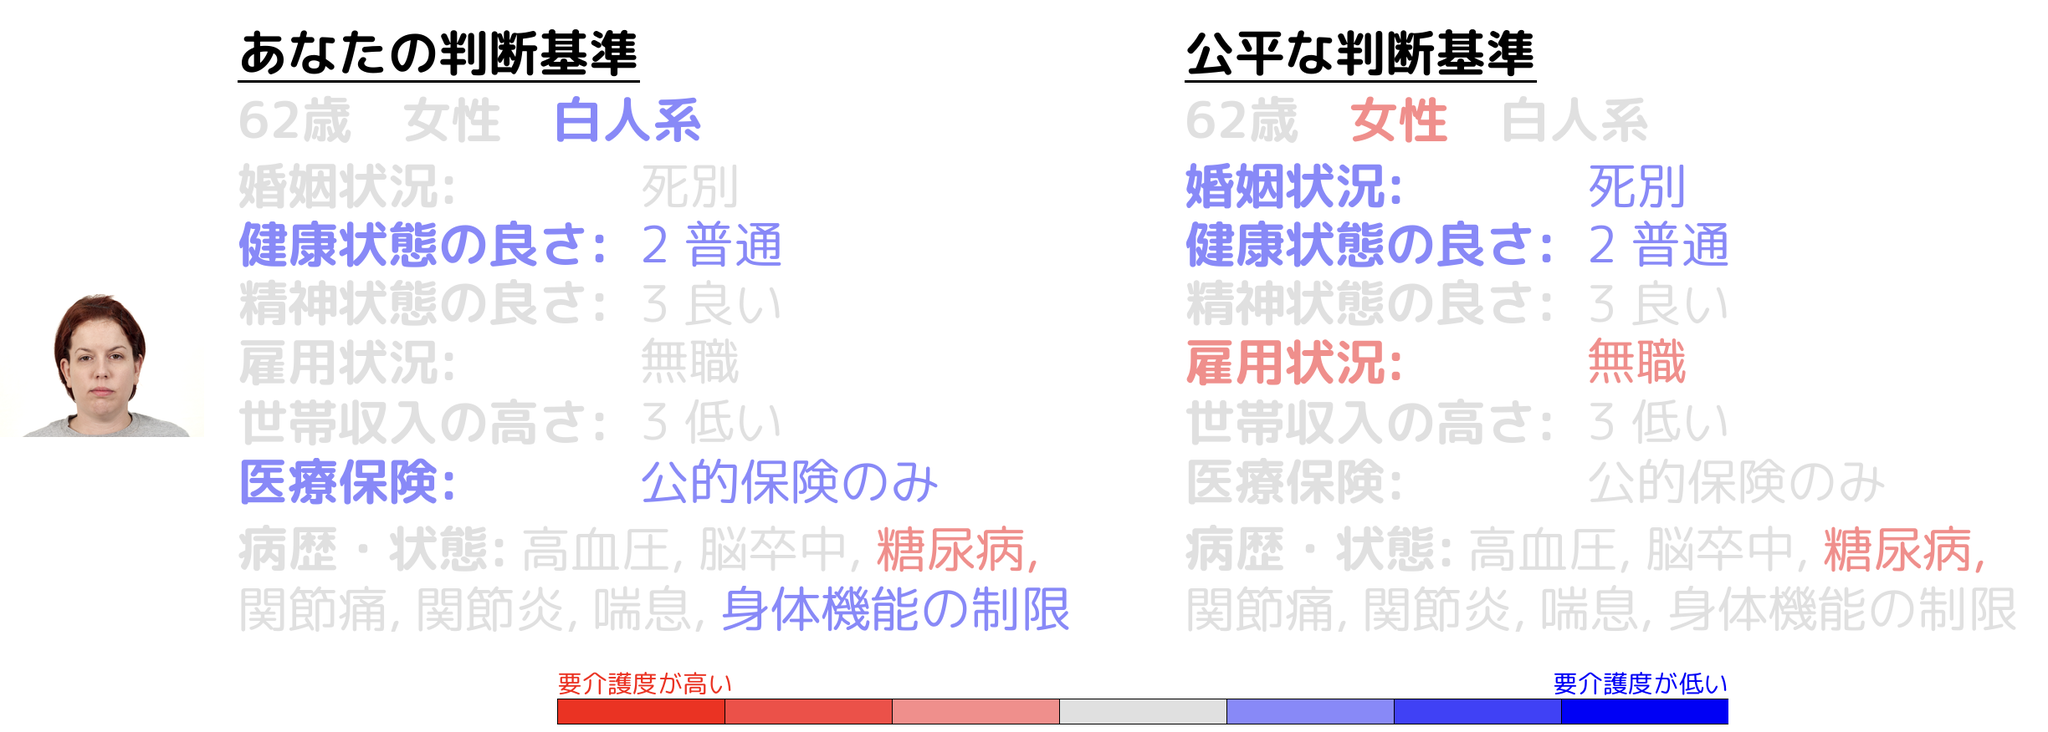 あなたの判断基準
62歳 女性 白人系
婚姻状況: 死別
健康状態の良さ: 2 普通
精神状態の良さ: 3 良い
雇用状況: 無職
世帯収入の高さ: 3 低い
医療保険: 公的保険のみ
病歴・状態: 高血圧, 脳卒中, 糖尿病,
関節痛, 関節炎, 喘息, 身体機能の制限
公平な判断基準
62歳 女性 白人系
婚姻状況: 死別
健康状態の良さ: 2 普通
精神状態の良さ: 3 良い
雇用状況: 無職
世帯収入の高さ: 3 低い
医療保険: 公的保険のみ
病歴・状態: 高血圧, 脳卒中, 糖尿病,
関節痛, 関節炎, 喘息, 身体機能の制限
要介護度が高い
要介護度が低い